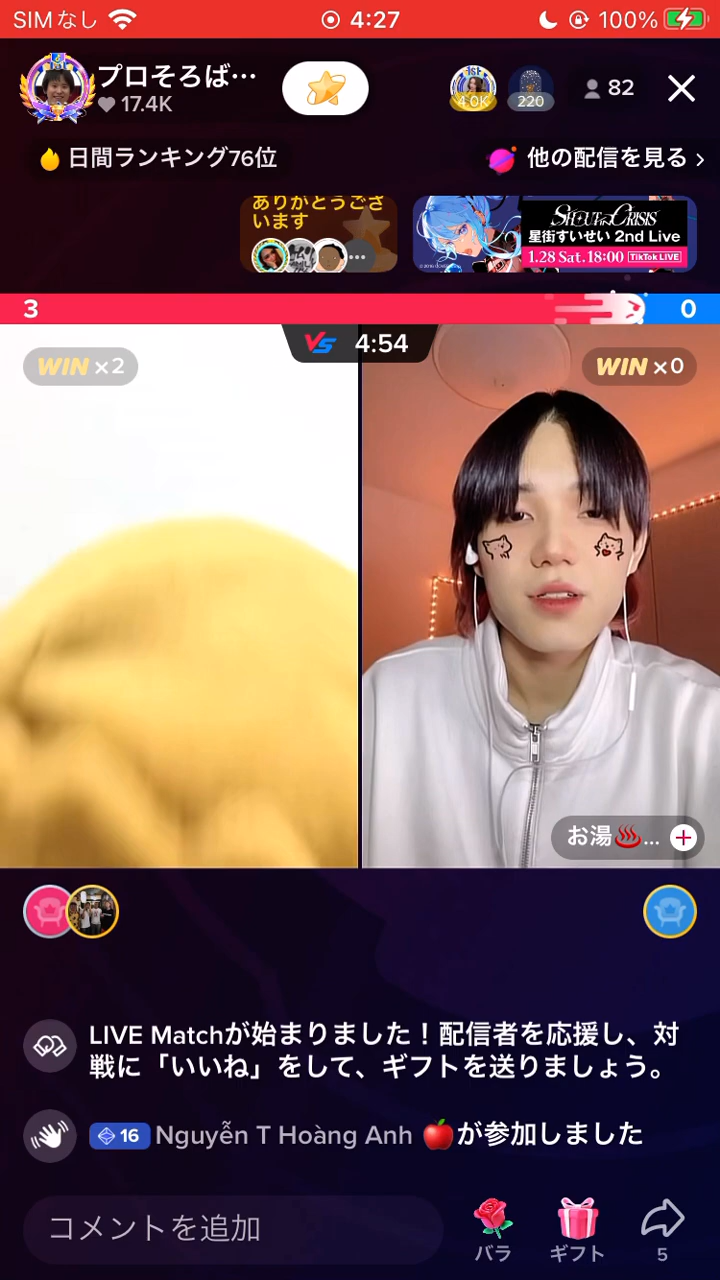 SIMなし 4:27 100%
プロそろば…
17.4K
4.0K 220 82
日間ランキング76位 他の配信を見る
ありがとうござ
います
SHOUT in CRISIS
星街すいせい 2nd Live
1.28 Sat. 18:00 TikTok LIVE
3 0
VS 4:54
WIN ×2 WIN ×0
お湯♨️...
LIVE Matchが始まりました！配信者を応援し、対
戦に「いいね」をして、ギフトを送りましょう。
16 Nguyễn T Hoàng Anh 🍎が参加しました
コメントを追加
バラ ギフト 5